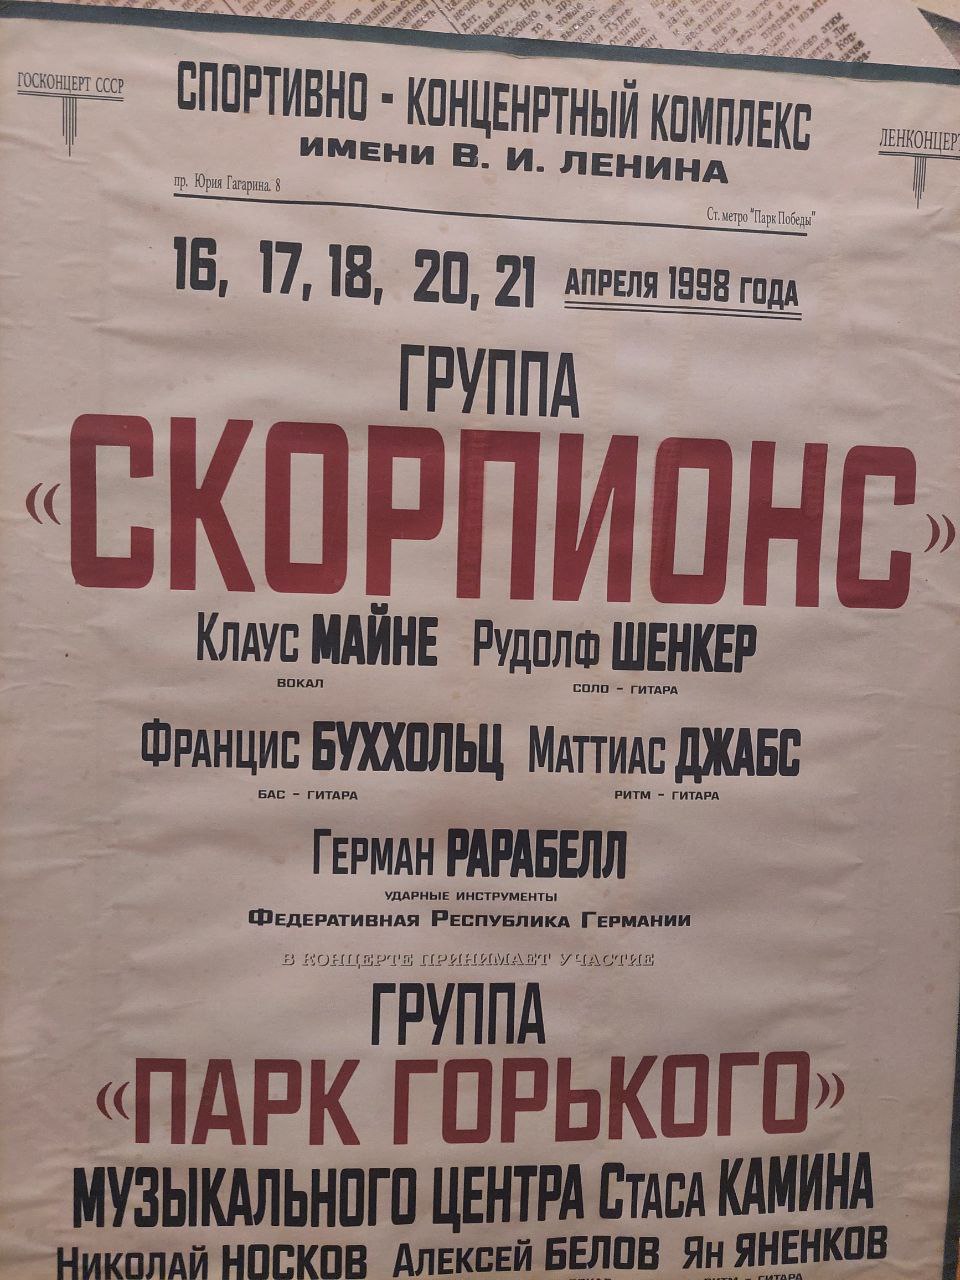 ГОСКОНЦЕРТ СССР
СПОРТИВНО - КОНЦЕНРТНЫЙ КОМПЛЕКС
ИМЕНИ В. И. ЛЕНИНА
ЛЕНКОНЦЕРТ
пр. Юрия Гагарина. 8
Ст. метро "Парк Победы"
16, 17, 18, 20, 21 АПРЕЛЯ 1998 ГОДА
ГРУППА
«СКОРПИОНС»
КЛАУС МАЙНЕ РУДОЛФ ШЕНКЕР
ВОКАЛ СОЛО - ГИТАРА
ФРАНЦИС БУХХОЛЬЦ МАТТИАС ДЖАБС
БАС - ГИТАРА РИТМ - ГИТАРА
ГЕРМАН РАРАБЕЛЛ
УДАРНЫЕ ИНСТРУМЕНТЫ
ФЕДЕРАТИВНАЯ РЕСПУБЛИКА ГЕРМАНИИ
В КОНЦЕРТЕ ПРИНИМАЕТ УЧАСТИЕ
ГРУППА
«ПАРК ГОРЬКОГО»
МУЗЫКАЛЬНОГО ЦЕНТРА СТАСА КАМИНА
НИКОЛАЙ НОСКОВ АЛЕКСЕЙ БЕЛОВ ЯН ЯНЕНКОВ
РИТМ - ГИТАРА